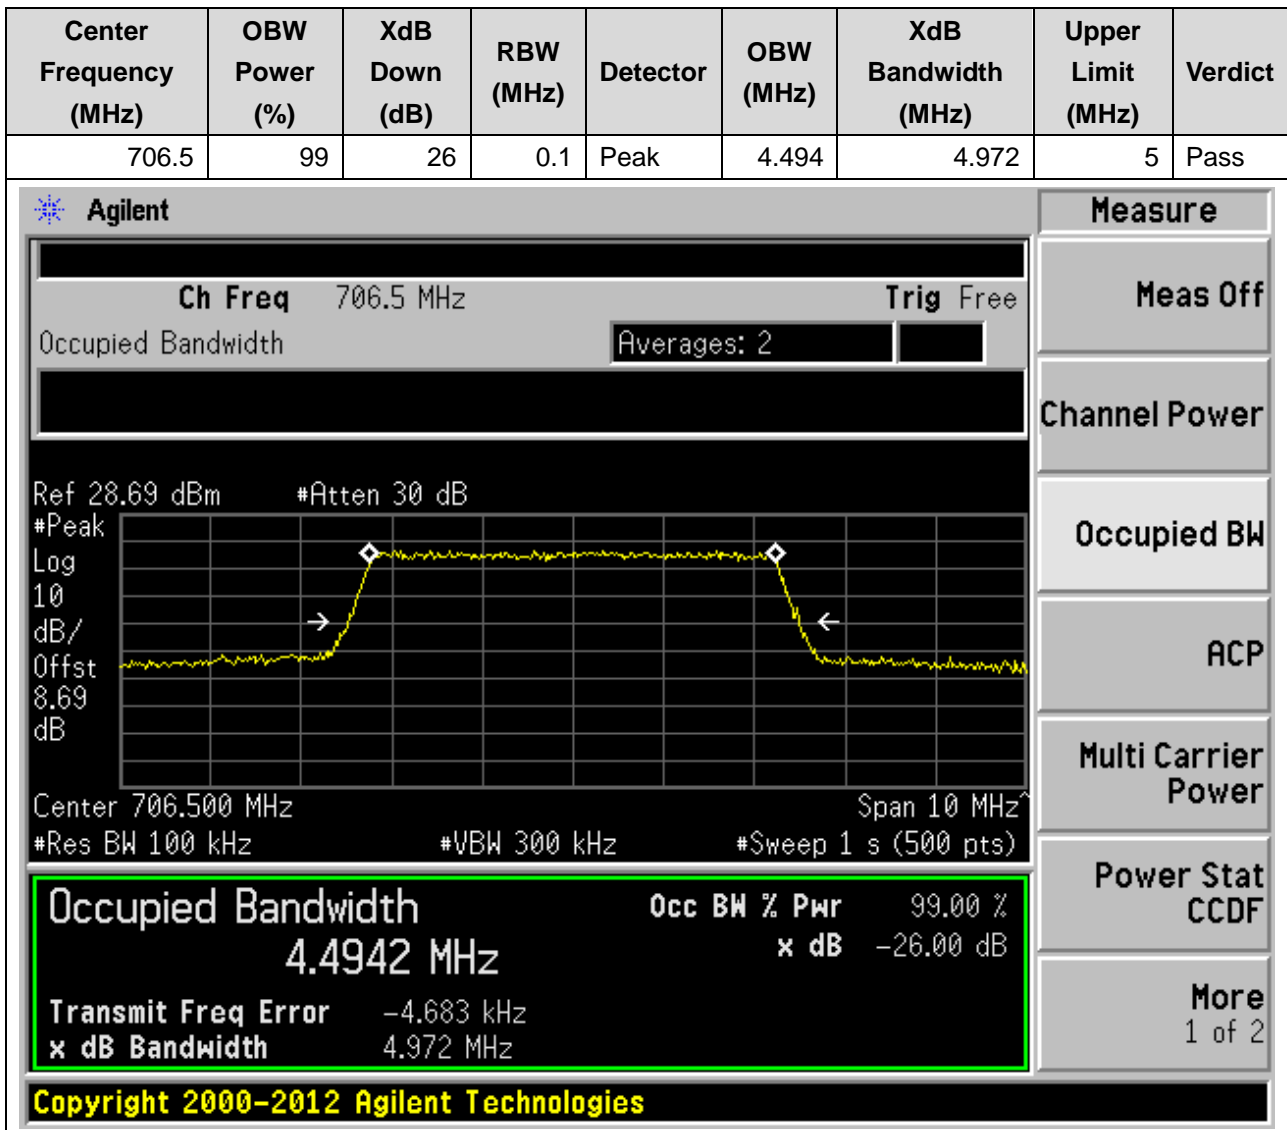 Center Frequency (MHz) OBW Power (%) XdB Down (dB) RBW (MHz) Detector OBW (MHz) XdB Bandwidth (MHz) Upper Limit (MHz) Verdict
706.5 99 26 0.1 Peak 4.494 4.972 5 Pass
Agilent
Ch Freq 706.5 MHz Trig Free
Occupied Bandwidth Averages: 2
Ref 28.69 dBm #Atten 30 dB
#Peak
Log
10
dB/
Offst
8.69
dB
Center 706.500 MHz Span 10 MHz^
#Res BW 100 kHz #VBW 300 kHz #Sweep 1 s (500 pts)
Occupied Bandwidth Occ BW % Pwr 99.00 %
4.4942 MHz x dB -26.00 dB
Transmit Freq Error -4.683 kHz
x dB Bandwidth 4.972 MHz
Copyright 2000-2012 Agilent Technologies
Measure
Meas Off
Channel Power
Occupied BW
ACP
Multi Carrier
Power
Power Stat
CCDF
More
1 of 2